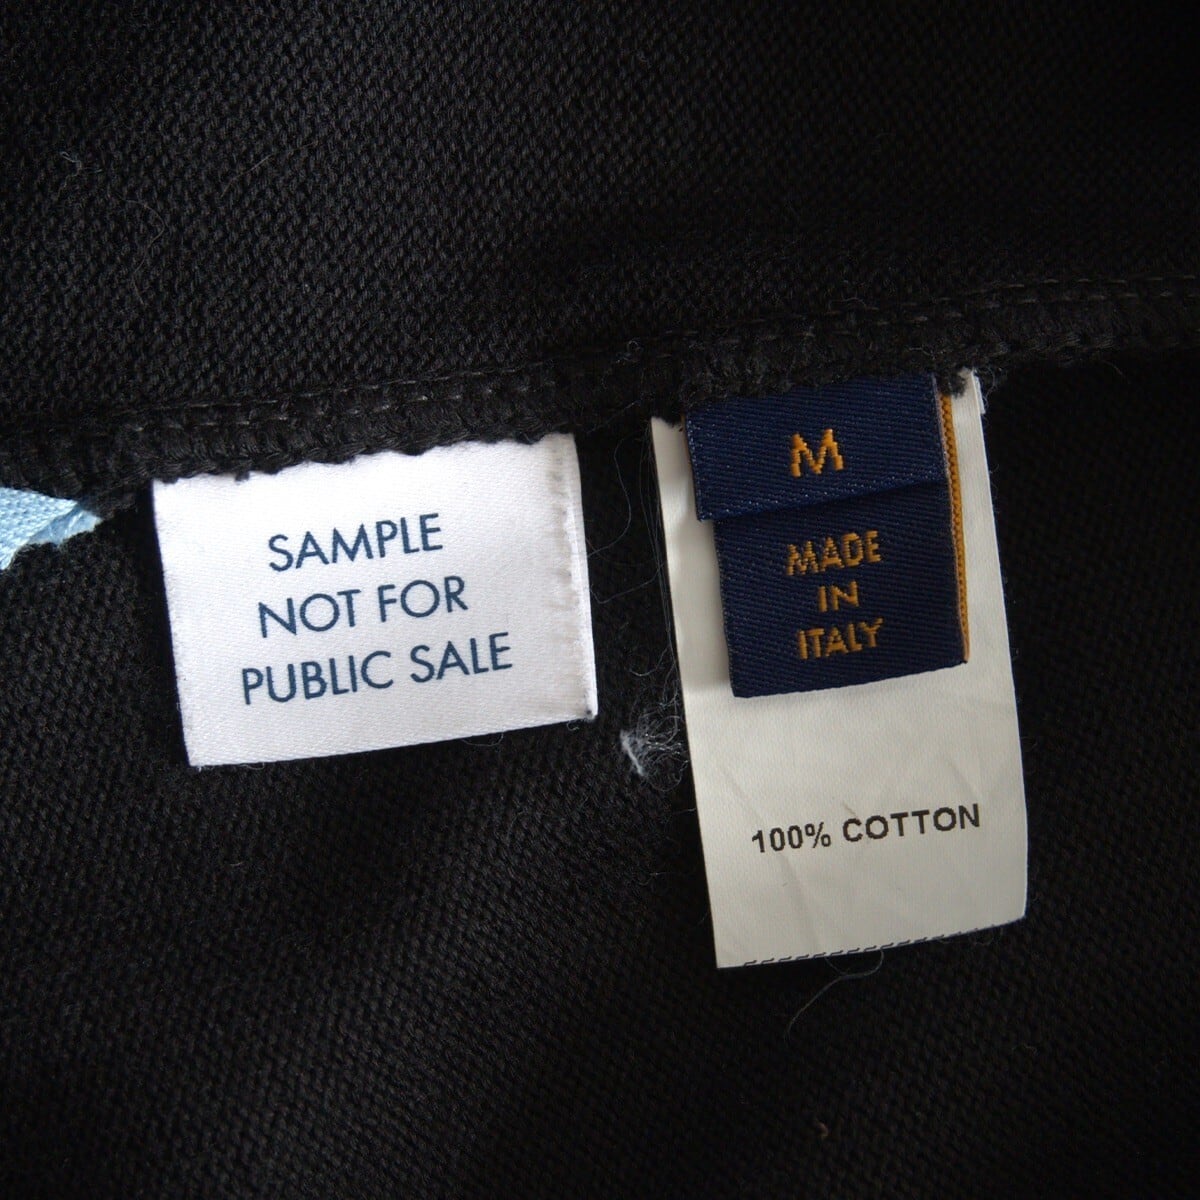 SAMPLE
NOT FOR
PUBLIC SALE
M
MADE
IN
ITALY
100% COTTON